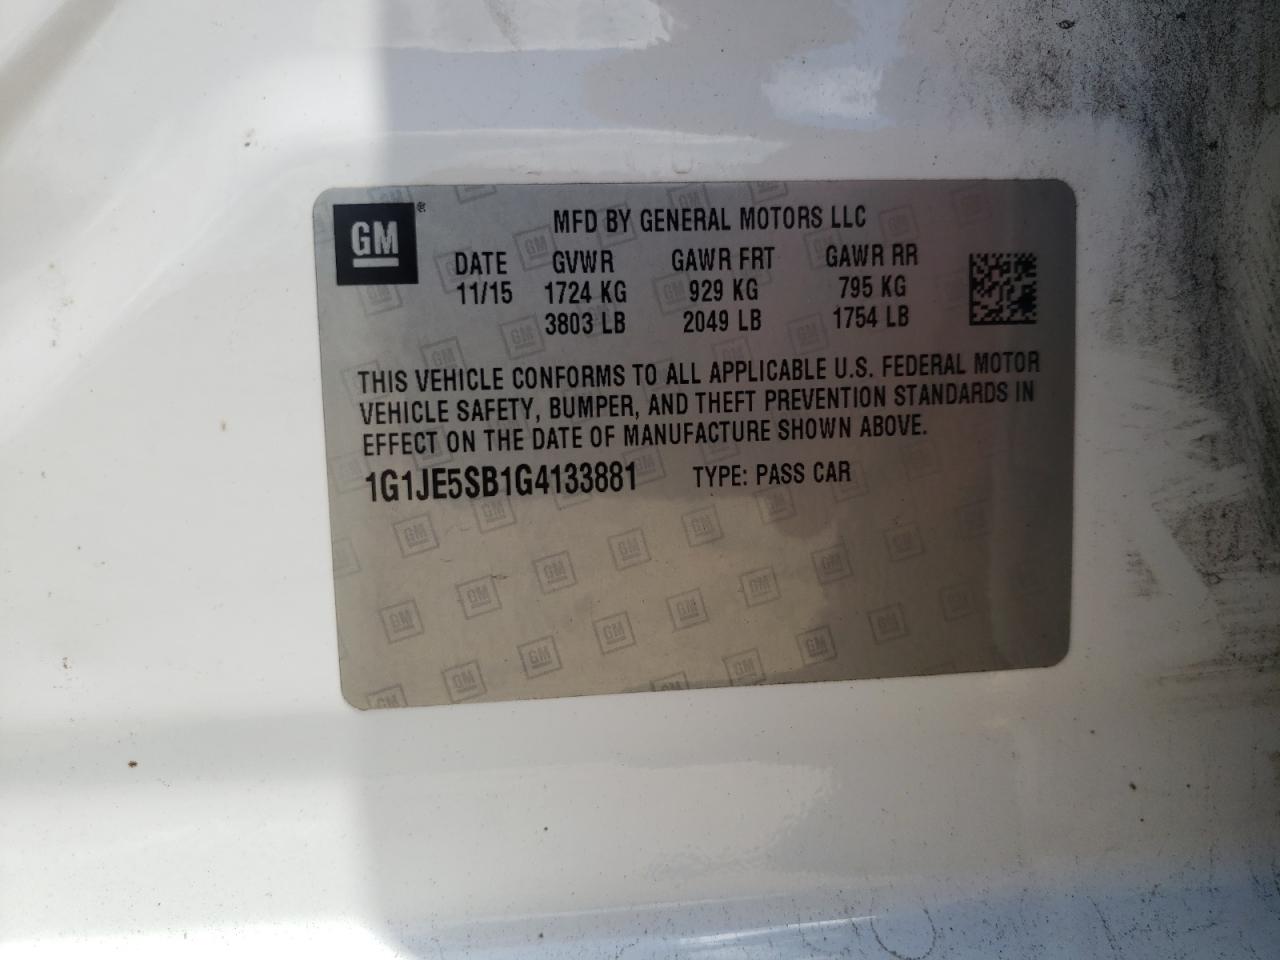 GM ®
MFD BY GENERAL MOTORS LLC
DATE GVWR GAWR FRT GAWR RR
11/15 1724 KG 929 KG 795 KG
3803 LB 2049 LB 1754 LB
THIS VEHICLE CONFORMS TO ALL APPLICABLE U.S. FEDERAL MOTOR
VEHICLE SAFETY, BUMPER, AND THEFT PREVENTION STANDARDS IN
EFFECT ON THE DATE OF MANUFACTURE SHOWN ABOVE.
1G1JE5SB1G4133881 TYPE: PASS CAR